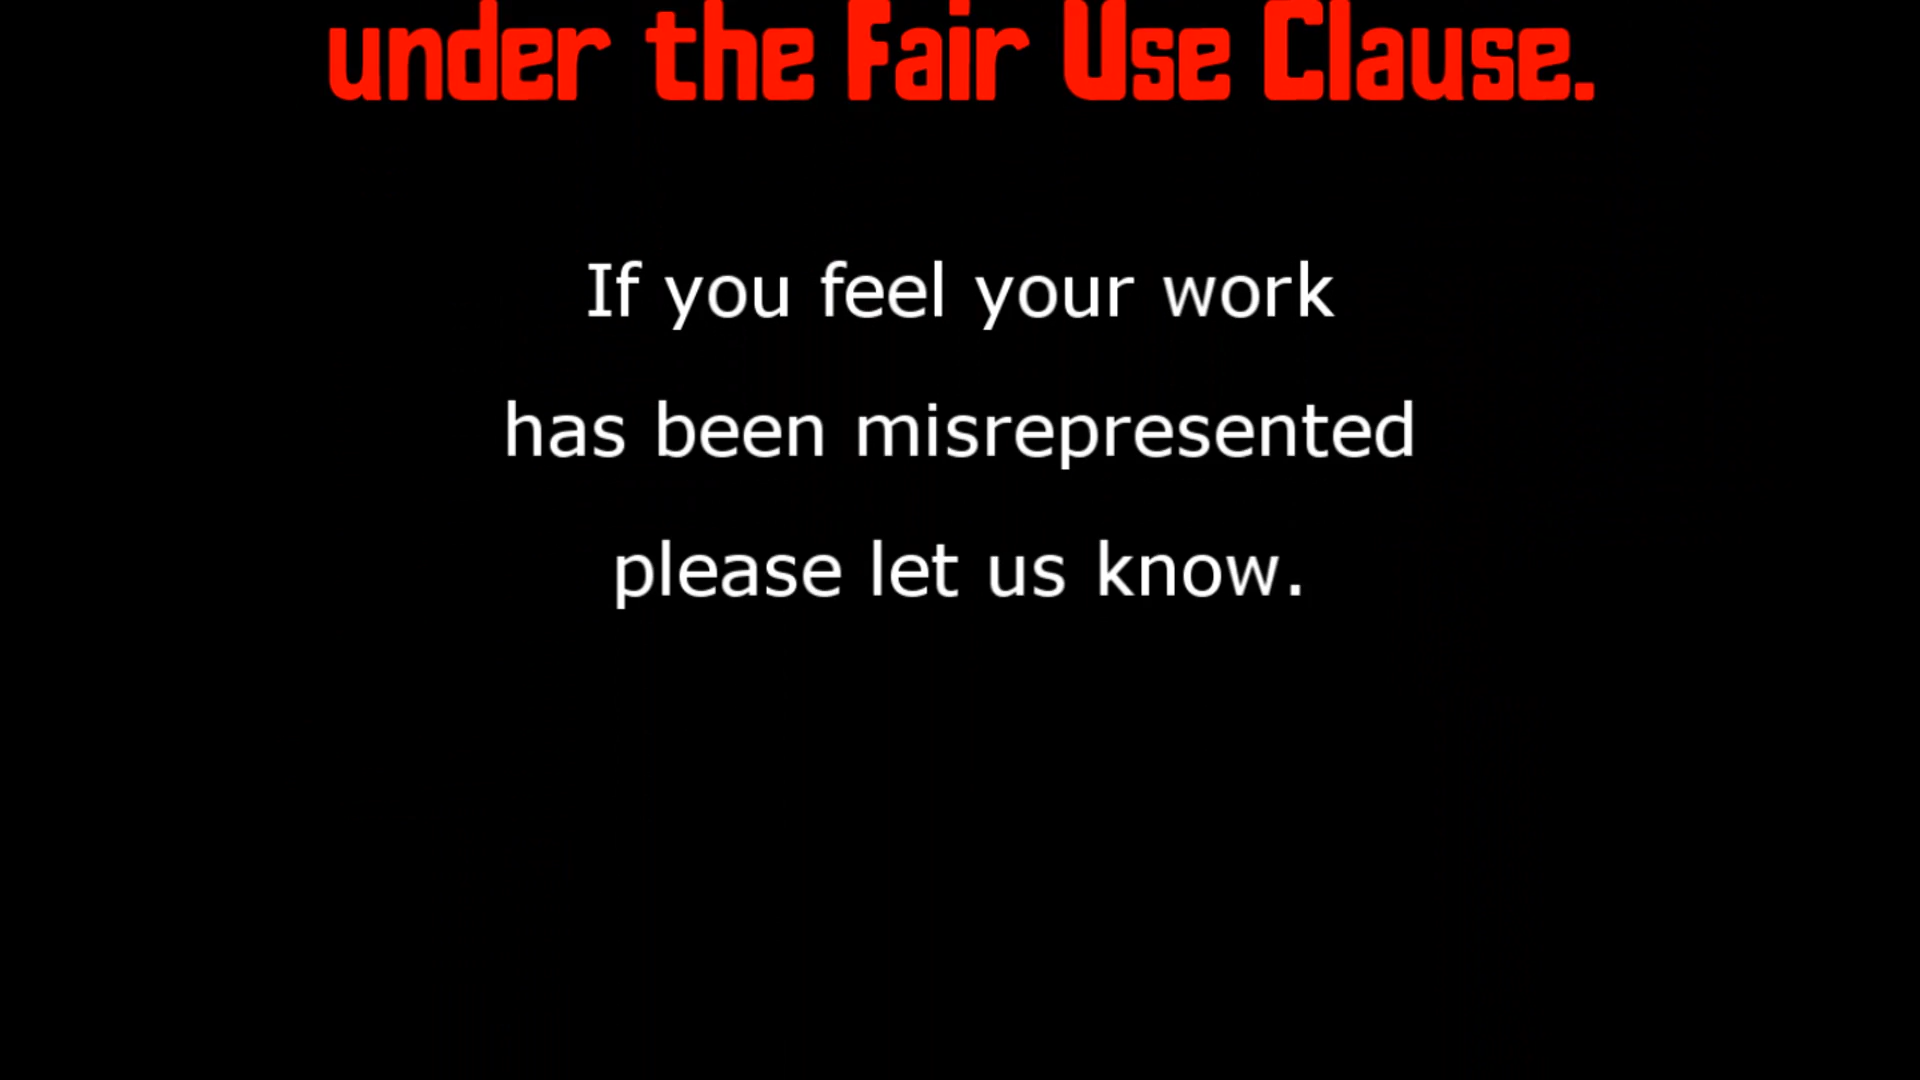 under the Fair Use Clause.
If you feel your work
has been misrepresented
please let us know.